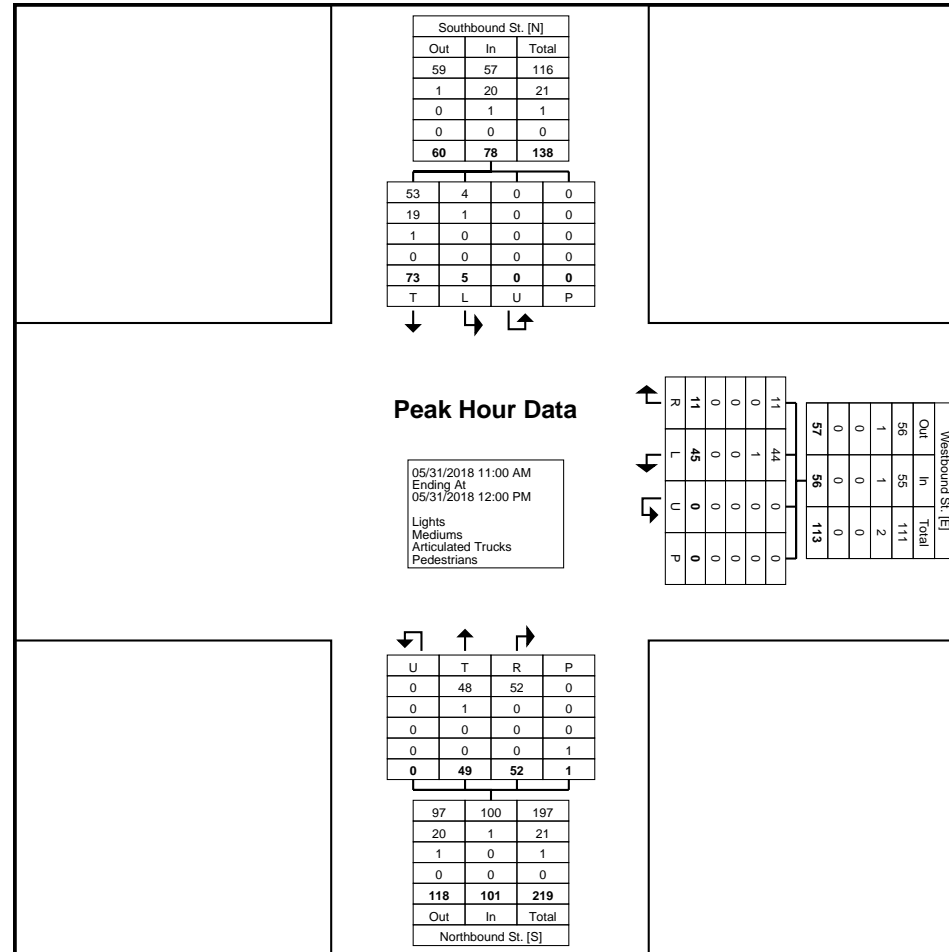 Southbound St. [N]
Out In Total
59 57 116
1 20 21
0 1 1
0 0 0
60 78 138
53 4 0 0
19 1 0 0
1 0 0 0
0 0 0 0
73 5 0 0
T L U P
Peak Hour Data
05/31/2018 11:00 AM
Ending At
05/31/2018 12:00 PM
Lights
Mediums
Articulated Trucks
Pedestrians
Westbound St. [E]
Out In Total
56 55 111
1 1 2
0 0 0
0 0 0
57 56 113
11 44 0 0
0 1 0 0
0 0 0 0
0 0 0 0
11 45 0 0
R L U P
U T R P
0 48 52 0
0 1 0 0
0 0 0 0
0 0 0 1
0 49 52 1
97 100 197
20 1 21
1 0 1
0 0 0
118 101 219
Out In Total
Northbound St. [S]